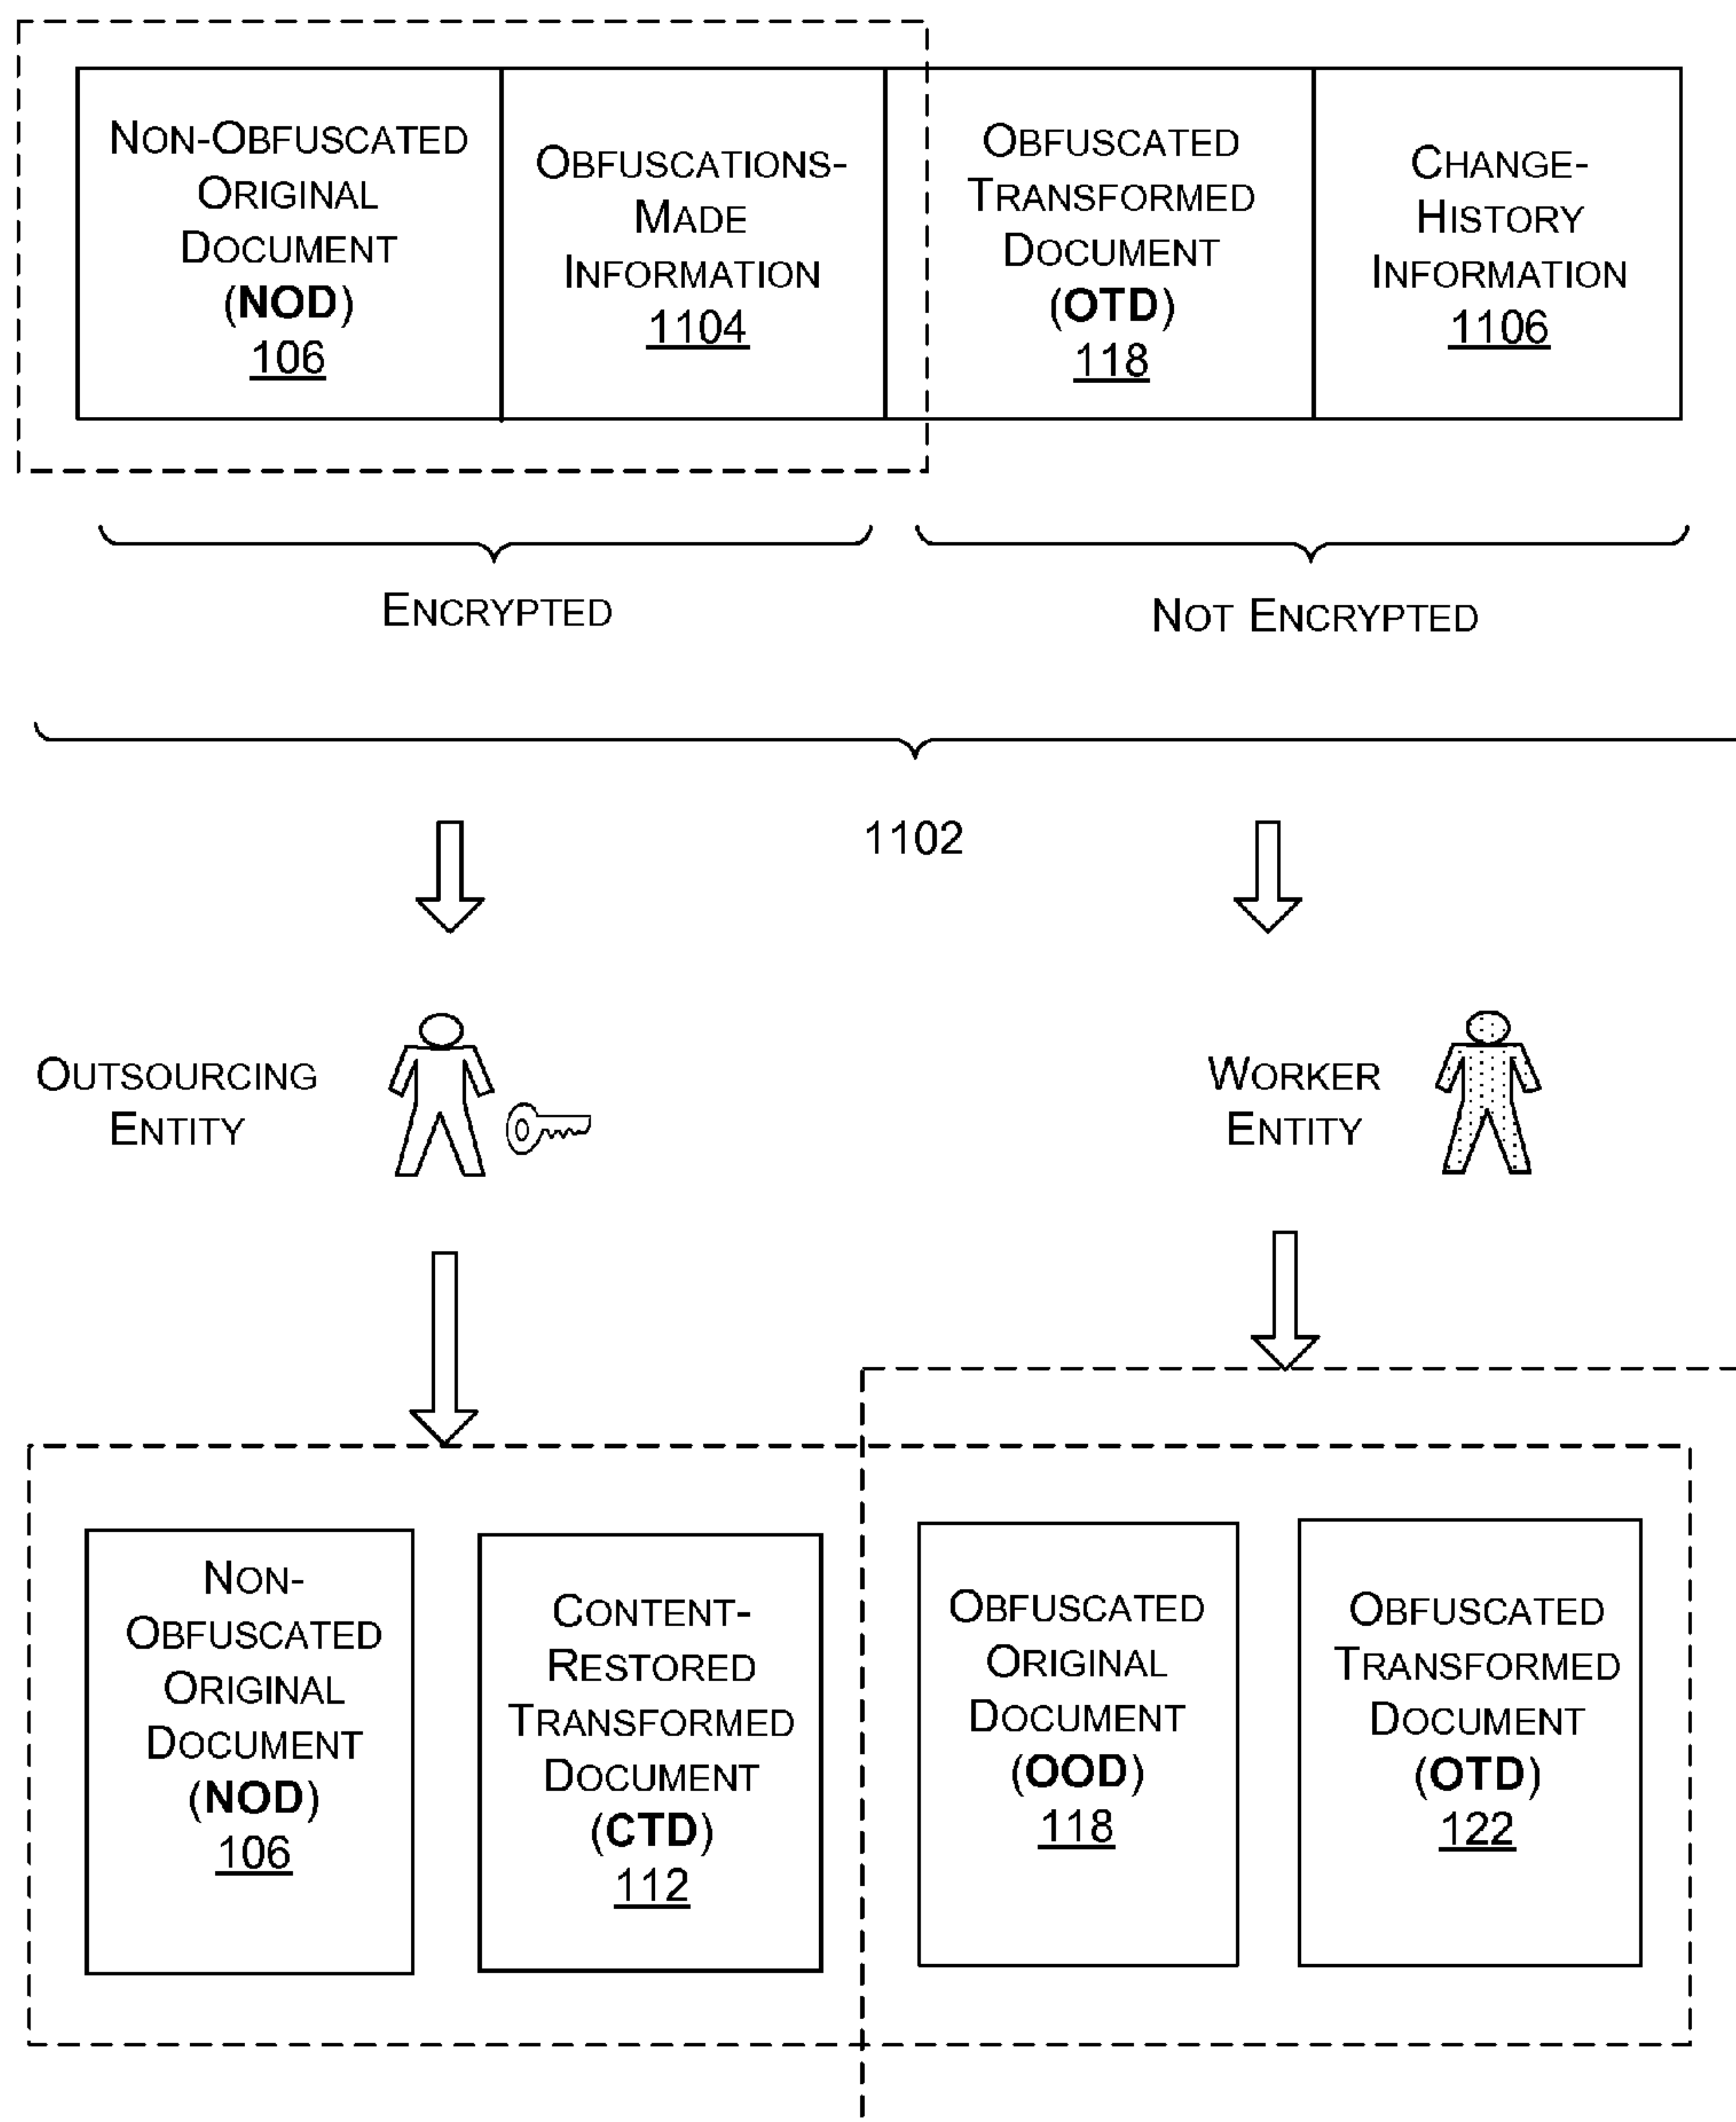 Non-Obfuscated
Original
Document
(NOD)
106
Obfuscations-
Made
Information
1104
Obfuscated
Transformed
Document
(OTD)
118
Change-
History
Information
1106
Encrypted
Not Encrypted
1102
Outsourcing
Entity
Worker
Entity
Non-
Obfuscated
Original
Document
(NOD)
106
Content-
Restored
Transformed
Document
(CTD)
112
Obfuscated
Original
Document
(OOD)
118
Obfuscated
Transformed
Document
(OTD)
122